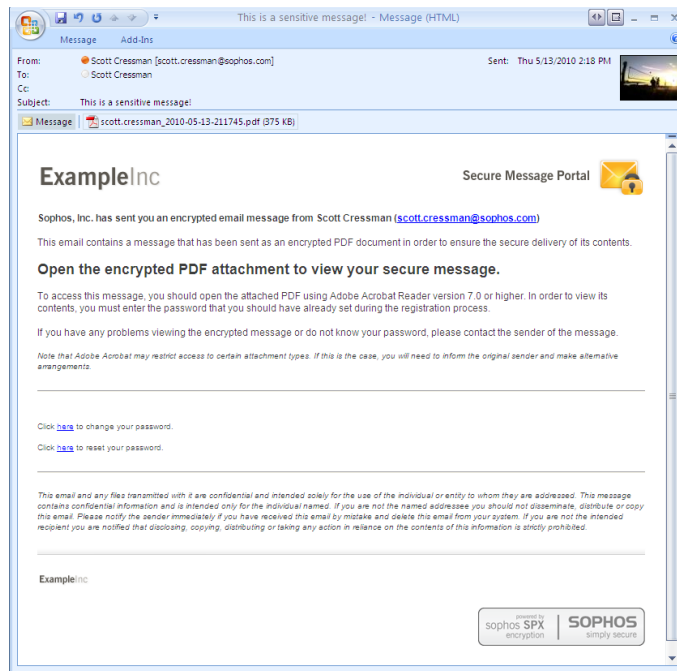 This is a sensitive message! - Message (HTML)
Message Add-Ins
From: Scott Cressman [scott.cressman@sophos.com] Sent: Thu 5/13/2010 2:18 PM
To: Scott Cressman
Cc:
Subject: This is a sensitive message!
Message scott.cressman_2010-05-13-211745.pdf (375 KB)
ExampleInc Secure Message Portal
Sophos, Inc. has sent you an encrypted email message from Scott Cressman (scott.cressman@sophos.com)
This email contains a message that has been sent as an encrypted PDF document in order to ensure the secure delivery of its contents.
Open the encrypted PDF attachment to view your secure message.
To access this message, you should open the attached PDF using Adobe Acrobat Reader version 7.0 or higher. In order to view its
contents, you must enter the password that you should have already set during the registration process.
If you have any problems viewing the encrypted message or do not know your password, please contact the sender of the message.
Note that Adobe Acrobat may restrict access to certain attachment types. If this is the case, you will need to inform the original sender and make alternative
arrangements.
Click here to change your password.
Click here to reset your password.
This email and any files transmitted with it are confidential and intended solely for the use of the individual or entity to whom they are addressed. This message
contains confidential information and is intended only for the individual named. If you are not the named addressee you should not disseminate, distribute or copy
this email. Please notify the sender immediately if you have received this email by mistake and delete this email from your system. If you are not the intended
recipient you are notified that disclosing, copying, distributing or taking any action in reliance on the contents of this information is strictly prohibited.
ExampleInc
powered by
sophos SPX SOPHOS
encryption simply secure